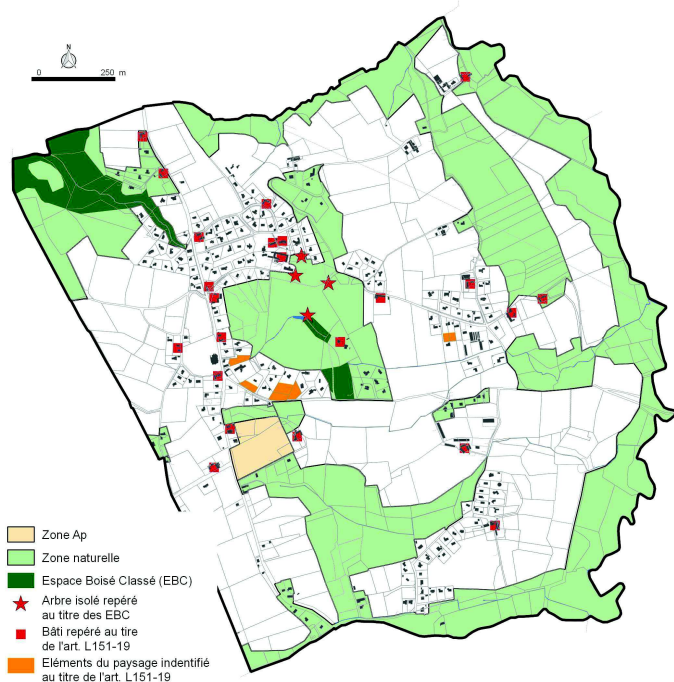 N
0 250 m
Zone Ap
Zone naturelle
Espace Boisé Classé (EBC)
Arbre isolé repéré
au titre des EBC
Bâti repéré au tire
de l'art. L151-19
Eléments du paysage indentifié
au titre de l'art. L151-19